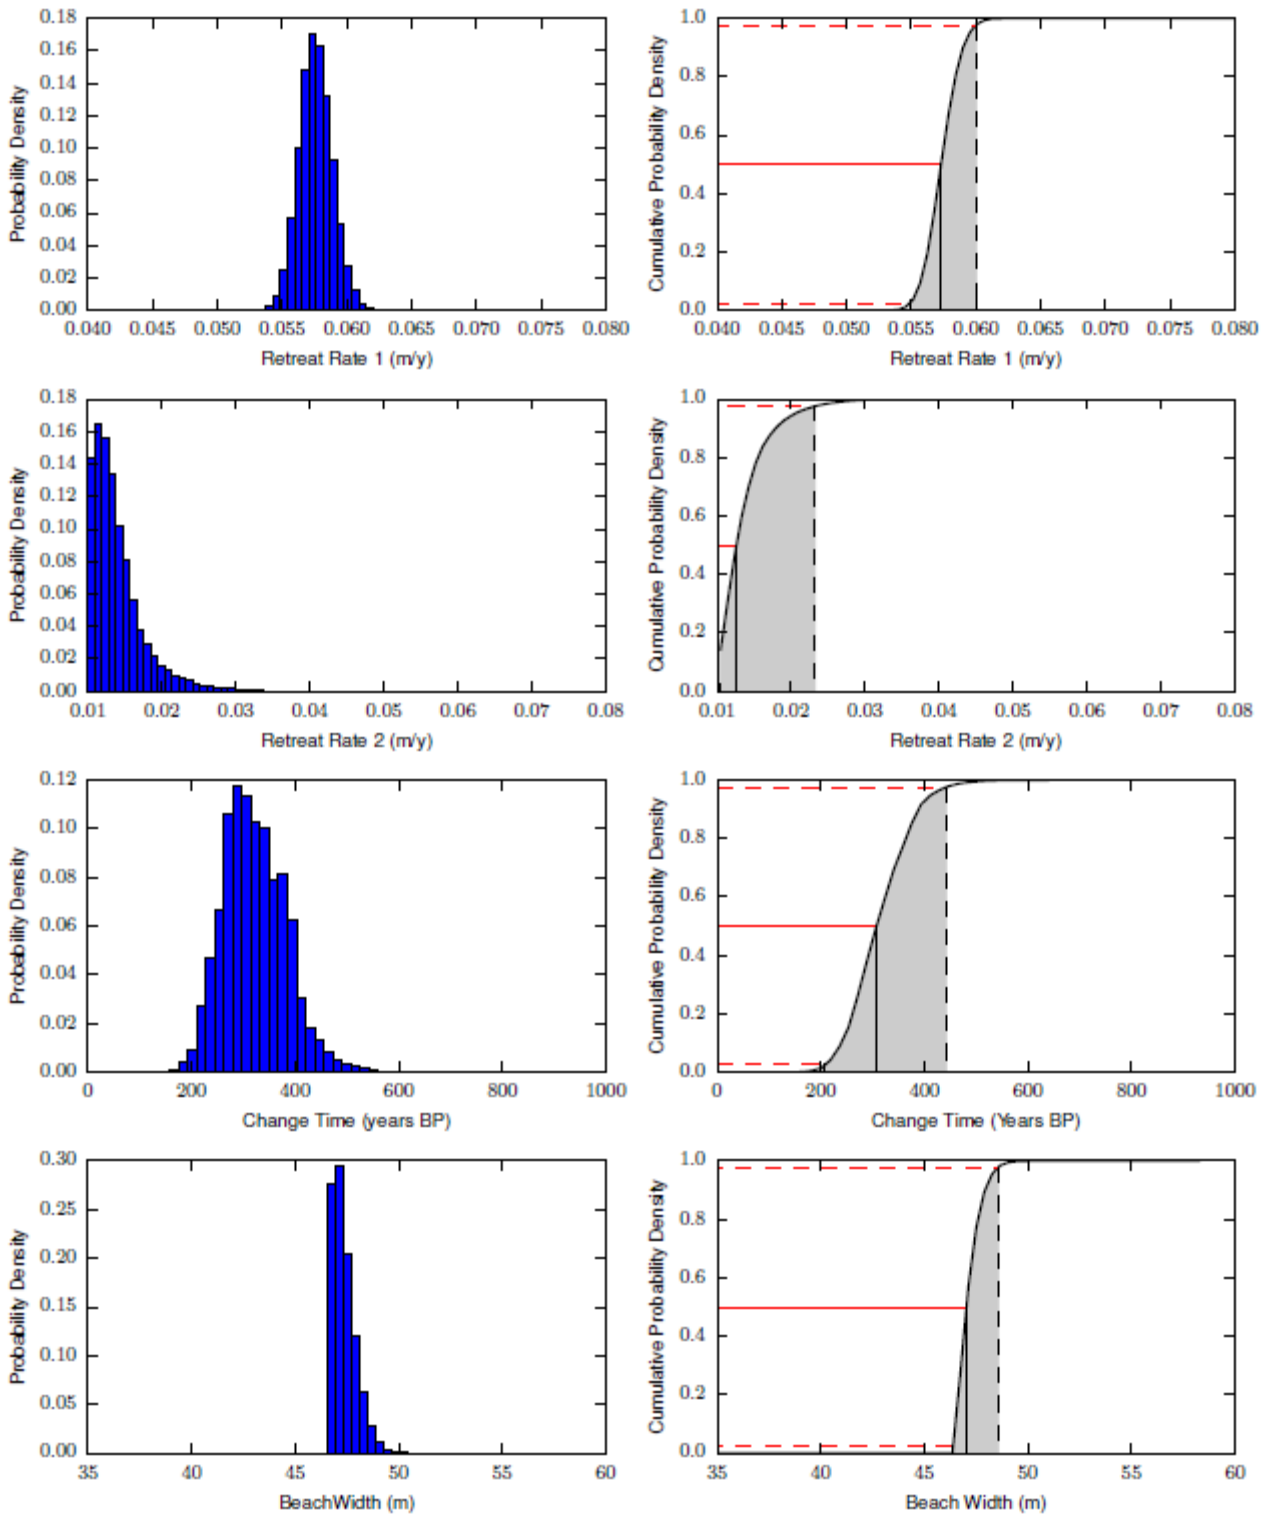 0.18
0.16
0.14
0.12
0.10
0.08
0.06
0.04
0.02
0.00
Probability Density
0.040 0.045 0.050 0.055 0.060 0.065 0.070 0.075 0.080
Retreat Rate 1 (m/y)
1.0
0.8
0.6
0.4
0.2
0.0
Cumulative Probability Density
0.040 0.045 0.050 0.055 0.060 0.065 0.070 0.075 0.080
Retreat Rate 1 (m/y)
0.18
0.16
0.14
0.12
0.10
0.08
0.06
0.04
0.02
0.00
Probability Density
0.01 0.02 0.03 0.04 0.05 0.06 0.07 0.08
Retreat Rate 2 (m/y)
1.0
0.8
0.6
0.4
0.2
0.0
Cumulative Probability Density
0.01 0.02 0.03 0.04 0.05 0.06 0.07 0.08
Retreat Rate 2 (m/y)
0.12
0.10
0.08
0.06
0.04
0.02
0.00
Probability Density
0 200 400 600 800 1000
Change Time (years BP)
1.0
0.8
0.6
0.4
0.2
0.0
Cumulative Probability Density
0 200 400 600 800 1000
Change Time (Years BP)
0.30
0.25
0.20
0.15
0.10
0.05
0.00
Probability Density
35 40 45 50 55 60
BeachWidth (m)
1.0
0.8
0.6
0.4
0.2
0.0
Cumulative Probability Density
35 40 45 50 55 60
Beach Width (m)